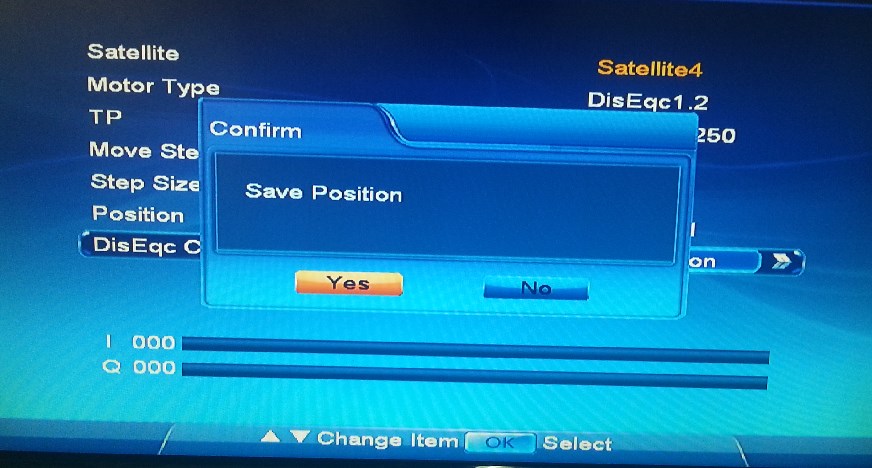 Satellite
Satellite4
Motor Type
DisEqc1.2
TP
250
Confirm
Move Ste
Step Size
Save Position
Position
DisEqc C
on
Yes
No
I 000
Q 000
Change Item OK Select